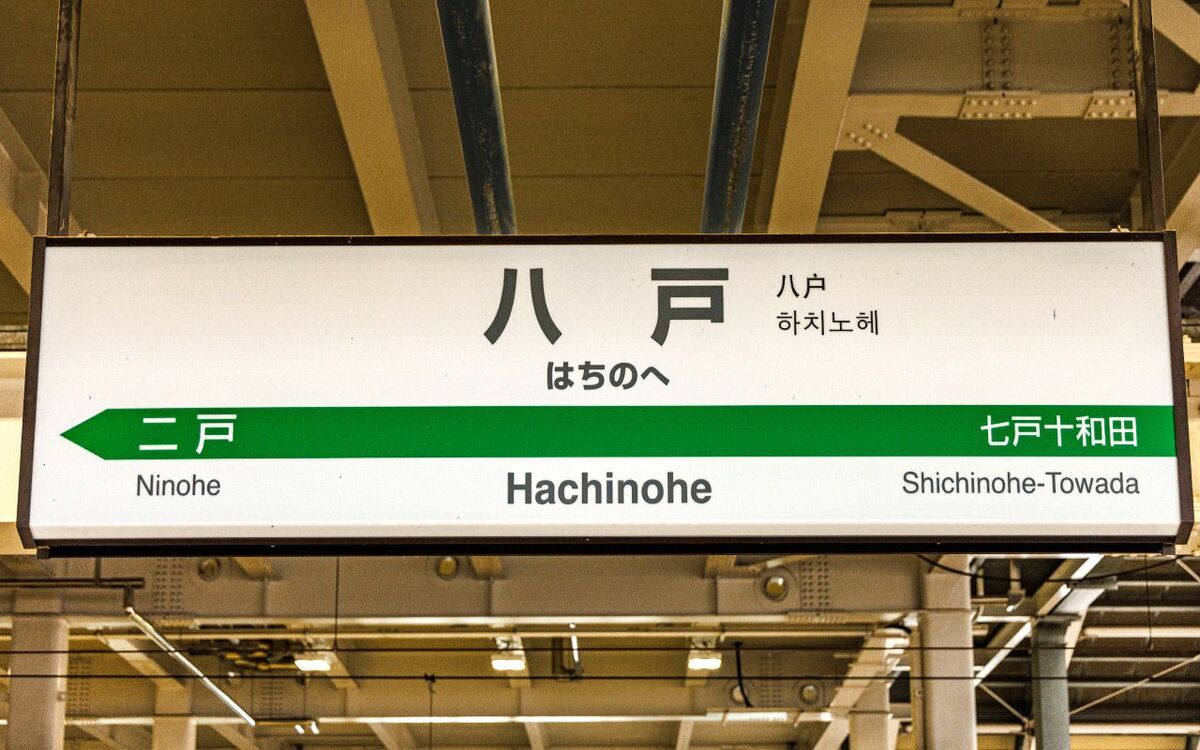 八戸
八户
하치노헤
はちのへ
二戸
七戸十和田
Ninohe
Hachinohe
Shichinohe-Towada